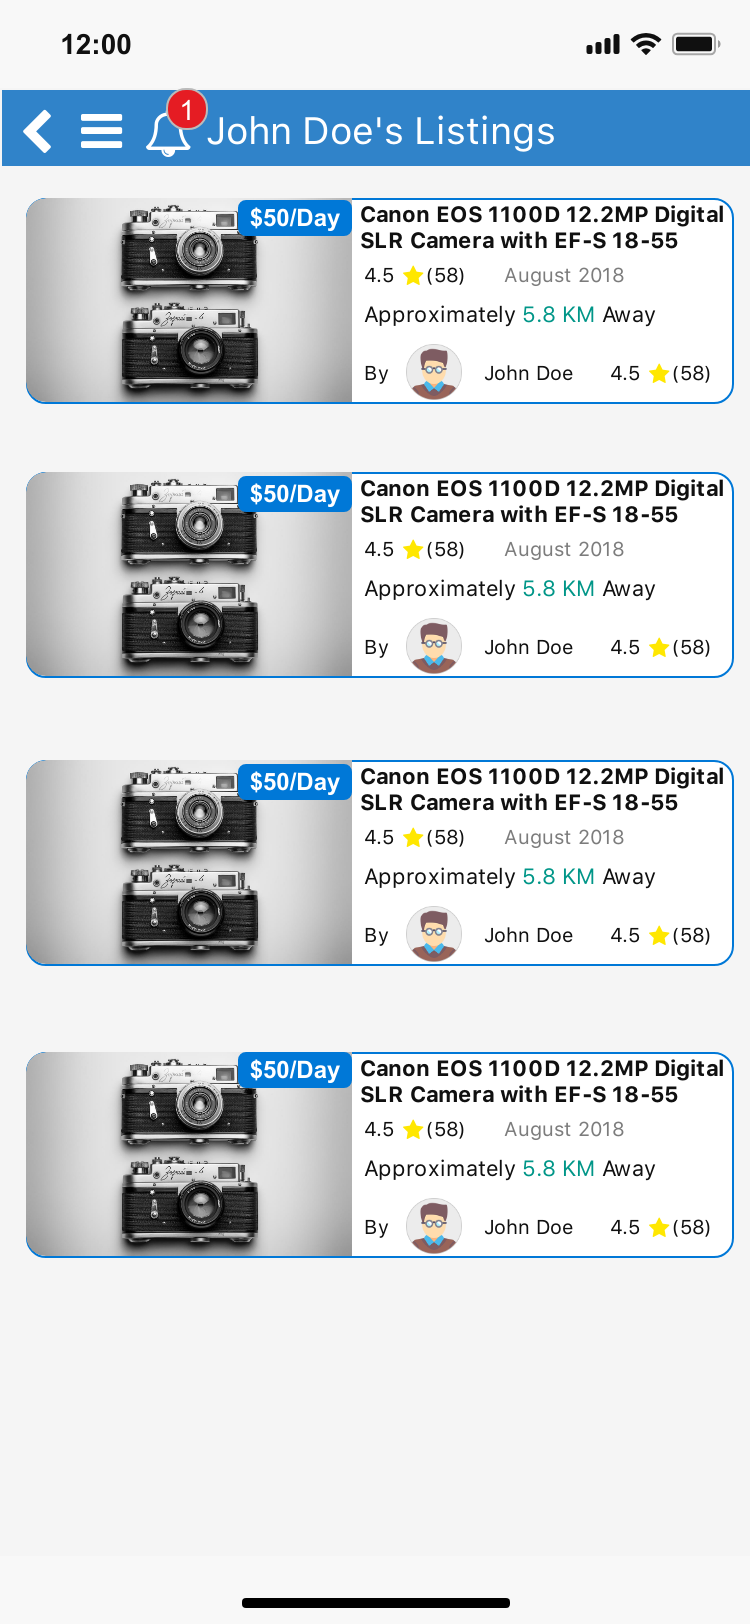 12:00
1
John Doe's Listings
$50/Day
Canon EOS 1100D 12.2MP Digital
SLR Camera with EF-S 18-55
4.5 (58) August 2018
Approximately 5.8 KM Away
By John Doe 4.5 (58)
$50/Day
Canon EOS 1100D 12.2MP Digital
SLR Camera with EF-S 18-55
4.5 (58) August 2018
Approximately 5.8 KM Away
By John Doe 4.5 (58)
$50/Day
Canon EOS 1100D 12.2MP Digital
SLR Camera with EF-S 18-55
4.5 (58) August 2018
Approximately 5.8 KM Away
By John Doe 4.5 (58)
$50/Day
Canon EOS 1100D 12.2MP Digital
SLR Camera with EF-S 18-55
4.5 (58) August 2018
Approximately 5.8 KM Away
By John Doe 4.5 (58)